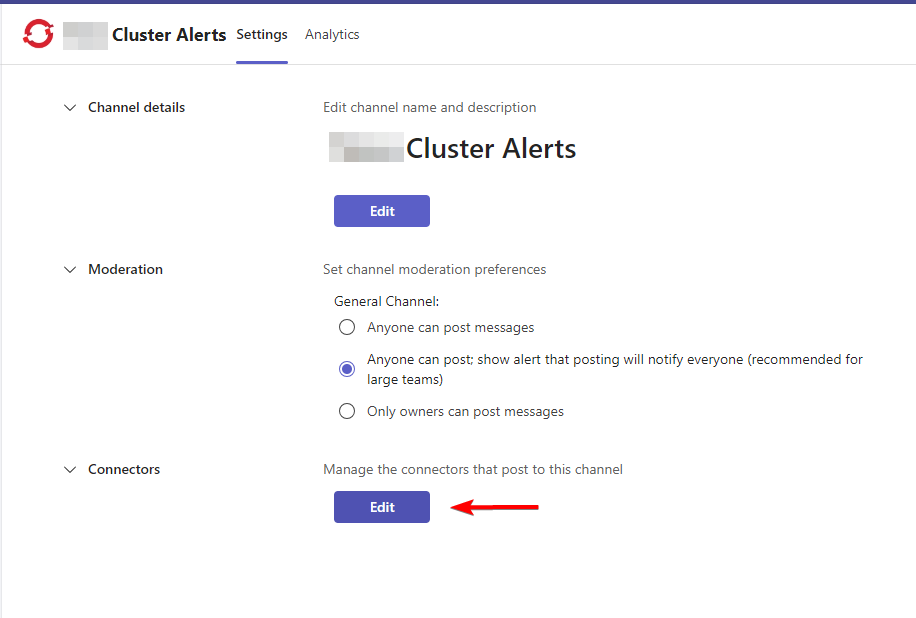 Cluster Alerts Settings Analytics
Channel details
Edit channel name and description
Cluster Alerts
Edit
Moderation
Set channel moderation preferences
General Channel:
Anyone can post messages
Anyone can post; show alert that posting will notify everyone (recommended for
large teams)
Only owners can post messages
Connectors
Manage the connectors that post to this channel
Edit